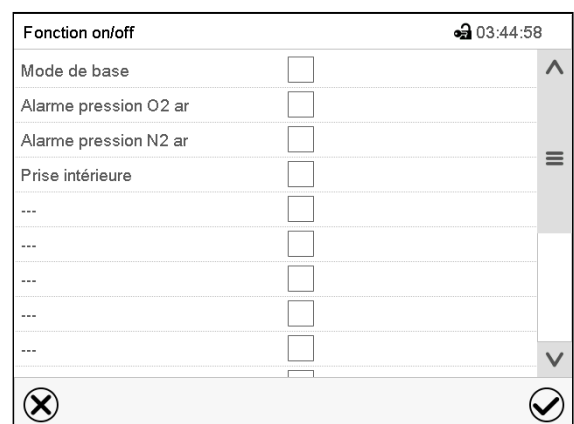 Fonction on/off 03:44:58
Mode de base
Alarme pression O2 ar
Alarme pression N2 ar
Prise intérieure
---
---
---
---
---